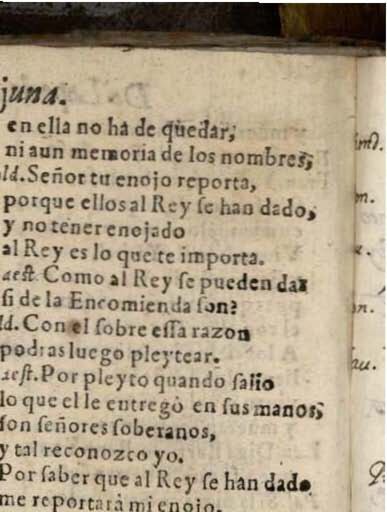 juna.
en ella no ha de quedar,
ni aun memoria de los nombres;
ld. Señor tu enojo reporta,
porque ellos al Rey ſe han dado,
y no tener enojado
al Rey es lo que te importa.
aeſt. Como al Rey ſe pueden dar
ſi de la Encomienda ſon?
ld. Con el ſobre eſſa razon
podras luego pleytear.
aeſt. Por pleyto quando ſalio
lo que el le entregò en ſus manos,
ſon ſeñores ſoberanos,
y tal reconozco yo.
Por ſaber que al Rey ſe han dado
me reportarà mi enojo.
m.
n.
au.